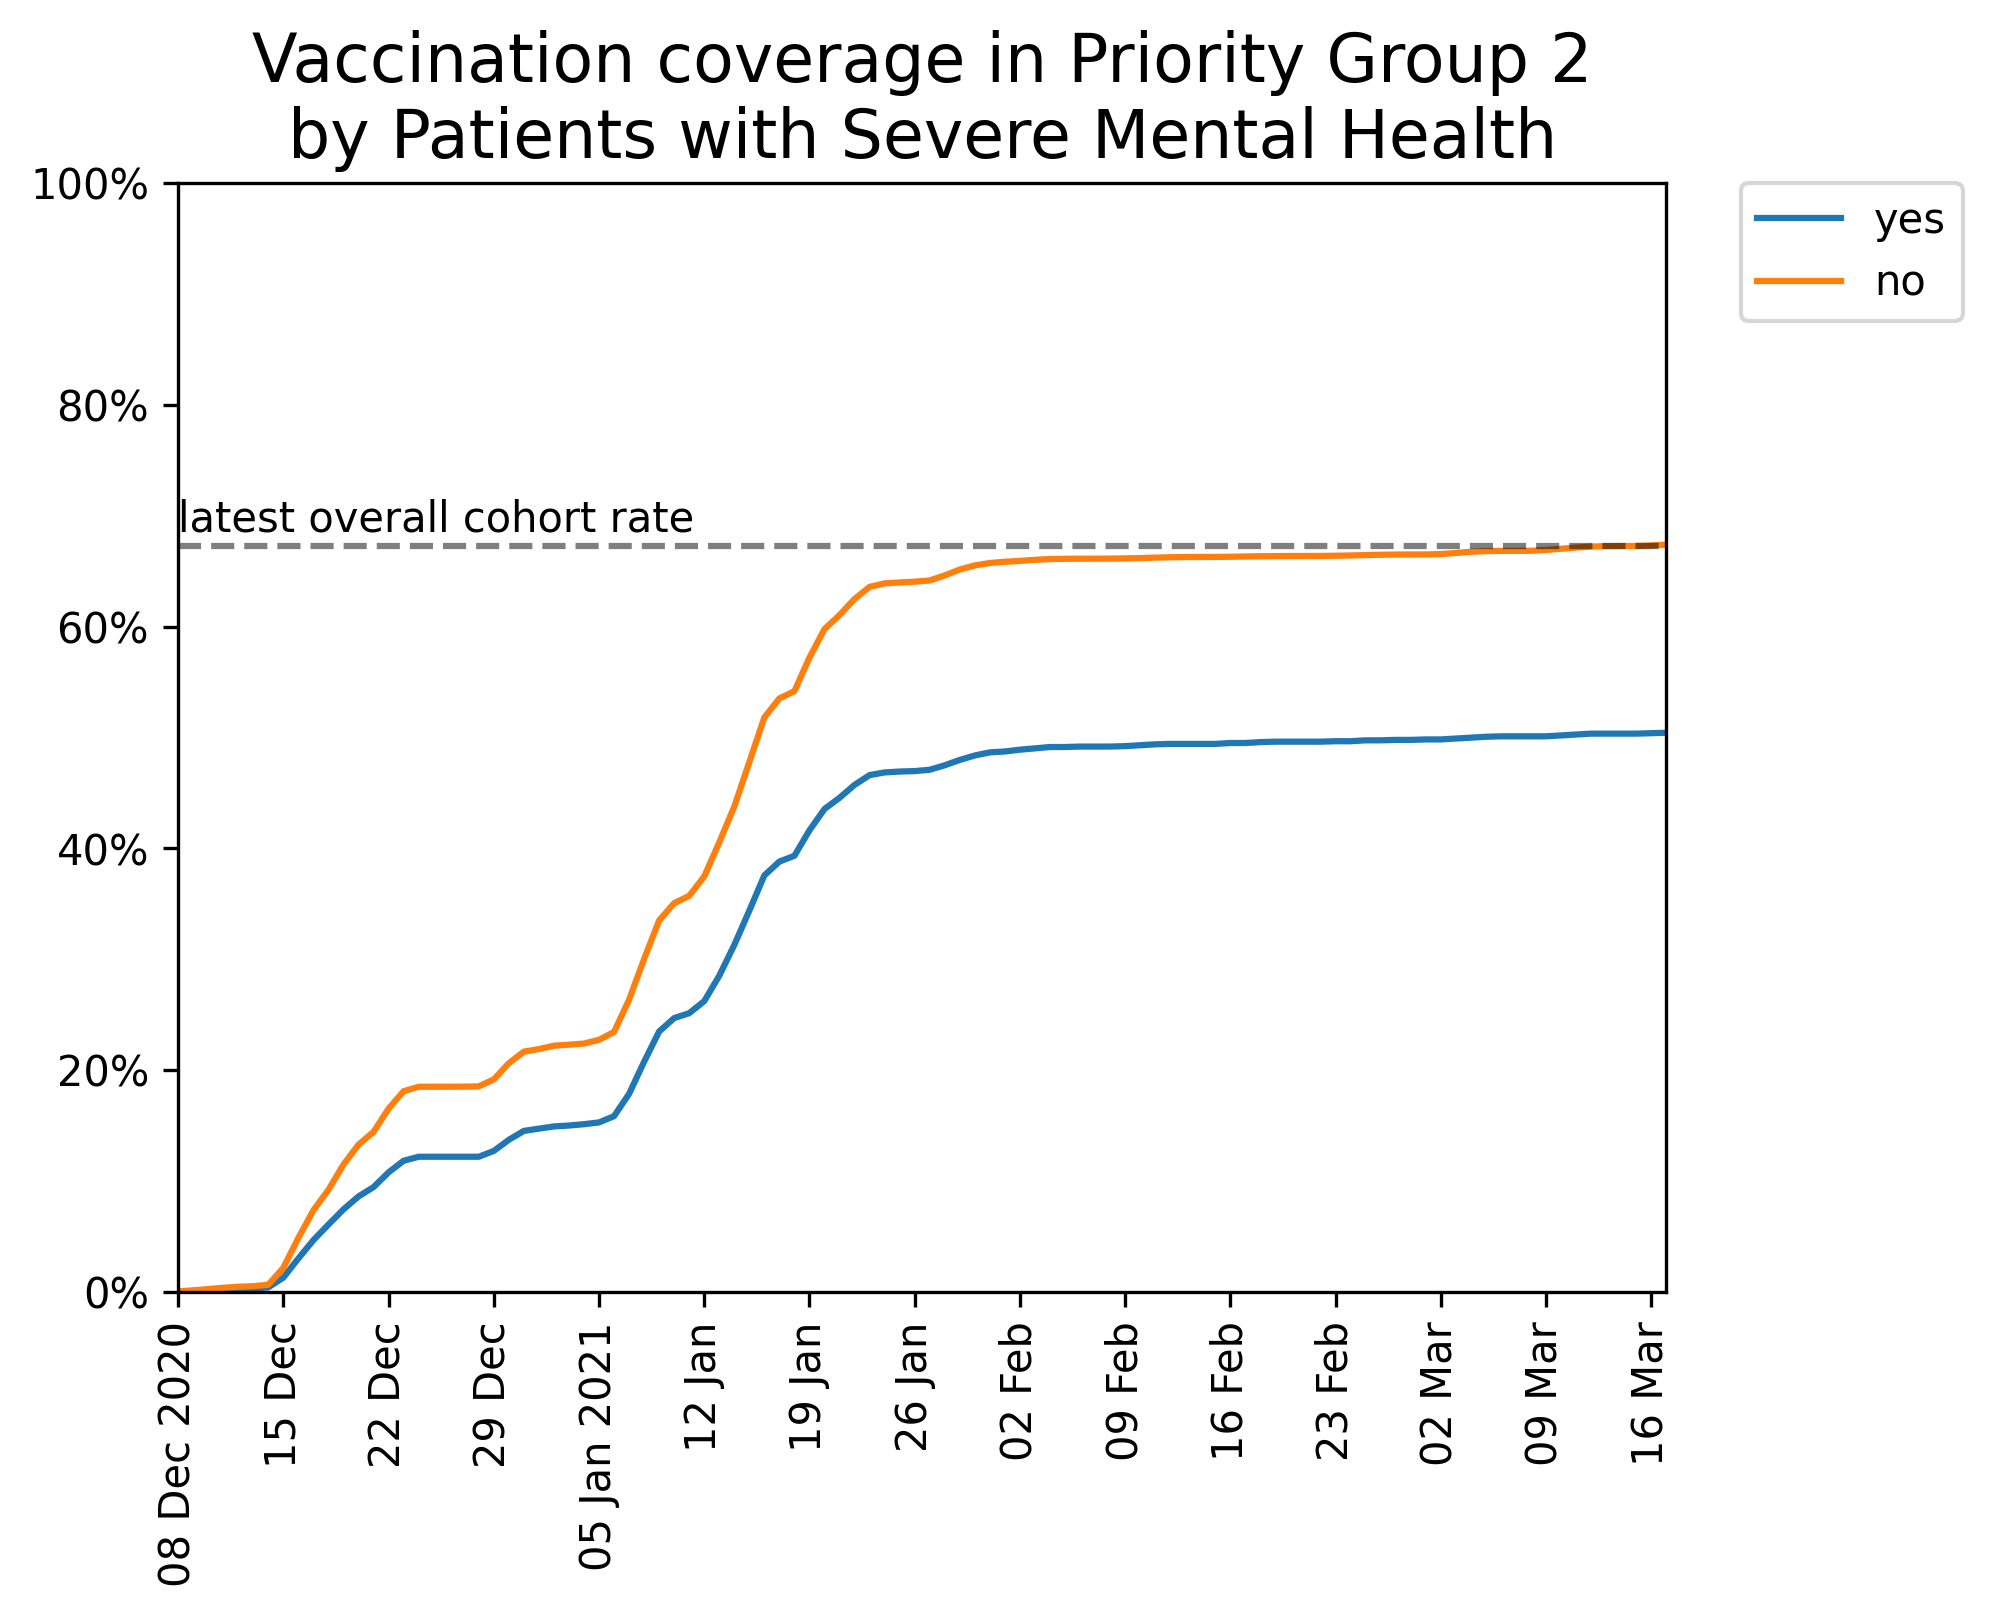 Vaccination coverage in Priority Group 2
by Patients with Severe Mental Health
100%
80%
60%
40%
20%
0%
latest overall cohort rate
yes
no
08 Dec 2020
15 Dec
22 Dec
29 Dec
05 Jan 2021
12 Jan
19 Jan
26 Jan
02 Feb
09 Feb
16 Feb
23 Feb
02 Mar
09 Mar
16 Mar